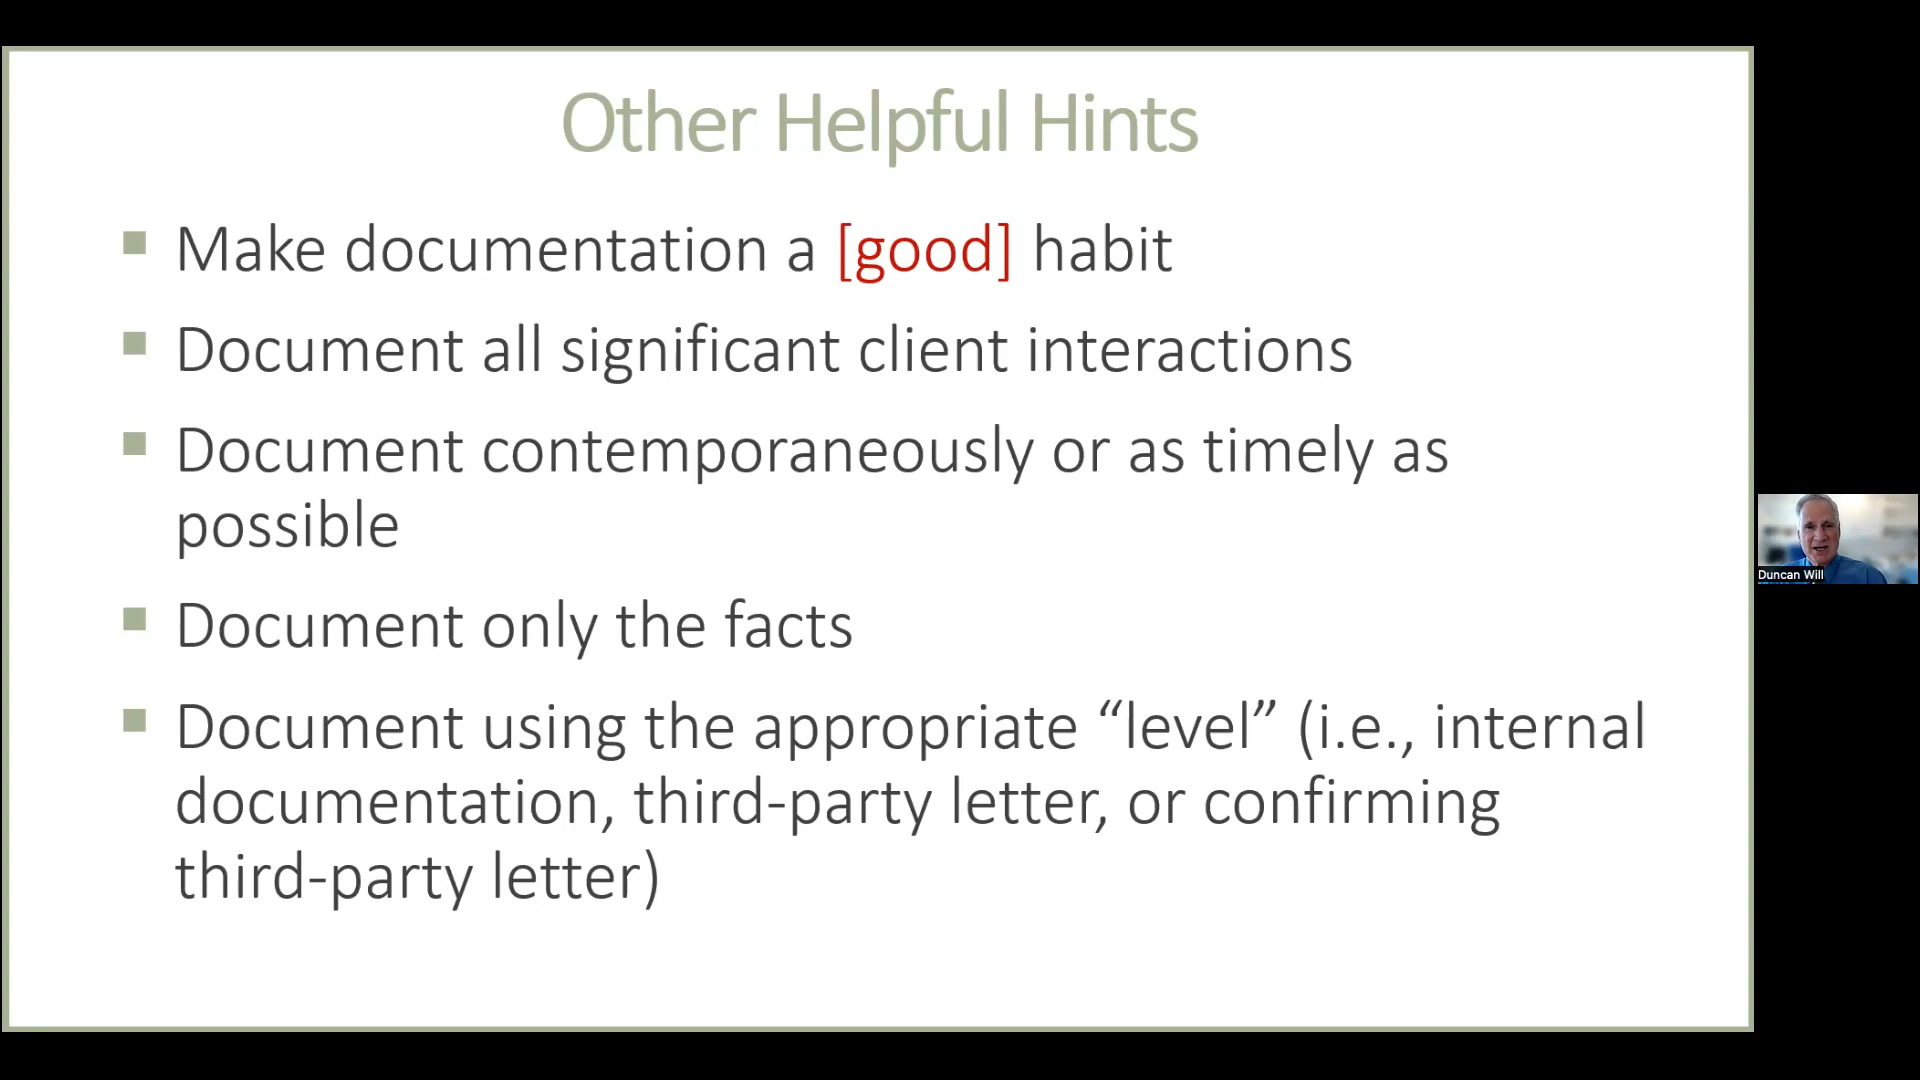 Other Helpful Hints
Make documentation a [good] habit
Document all significant client interactions
Document contemporaneously or as timely as
possible
Document only the facts
Document using the appropriate “level” (i.e., internal
documentation, third-party letter, or confirming
third-party letter)
Duncan Will